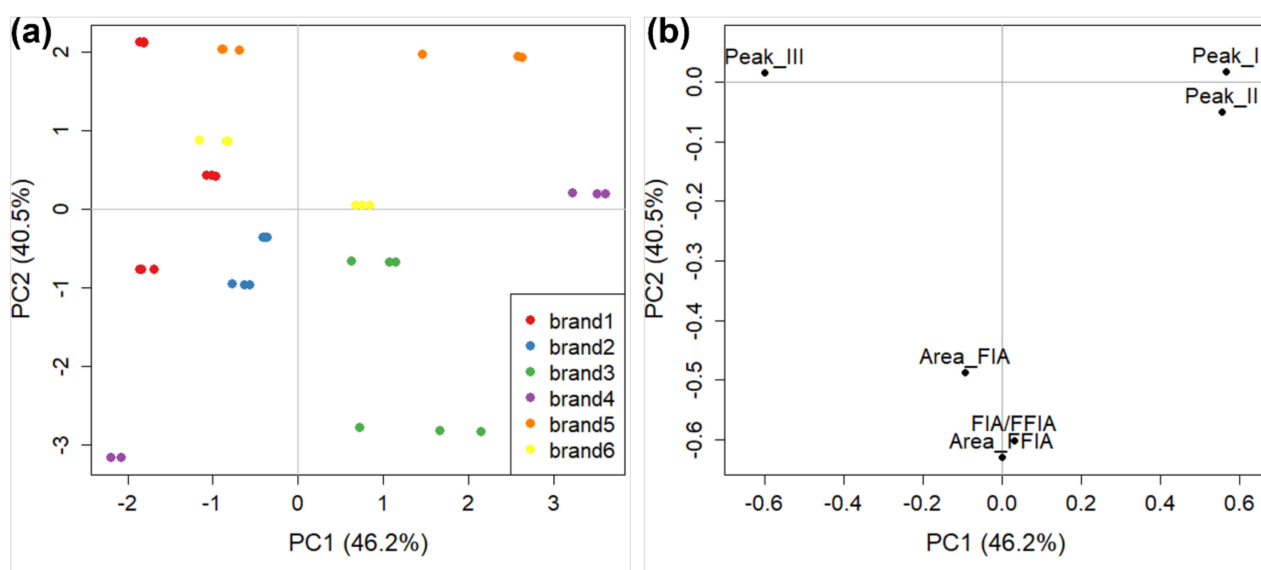 (a)
2
1
0
-1
-2
-3
PC2 (40.5%)
-2
-1
0
1
2
3
PC1 (46.2%)
brand1
brand2
brand3
brand4
brand5
brand6
(b)
Peak_III
Peak_I
Peak_II
Area_FIA
FIA/FFIA
Area_FFIA
0.0
-0.1
-0.2
-0.3
-0.4
-0.5
-0.6
PC2 (40.5%)
-0.6
-0.4
-0.2
0.0
0.2
0.4
0.6
PC1 (46.2%)